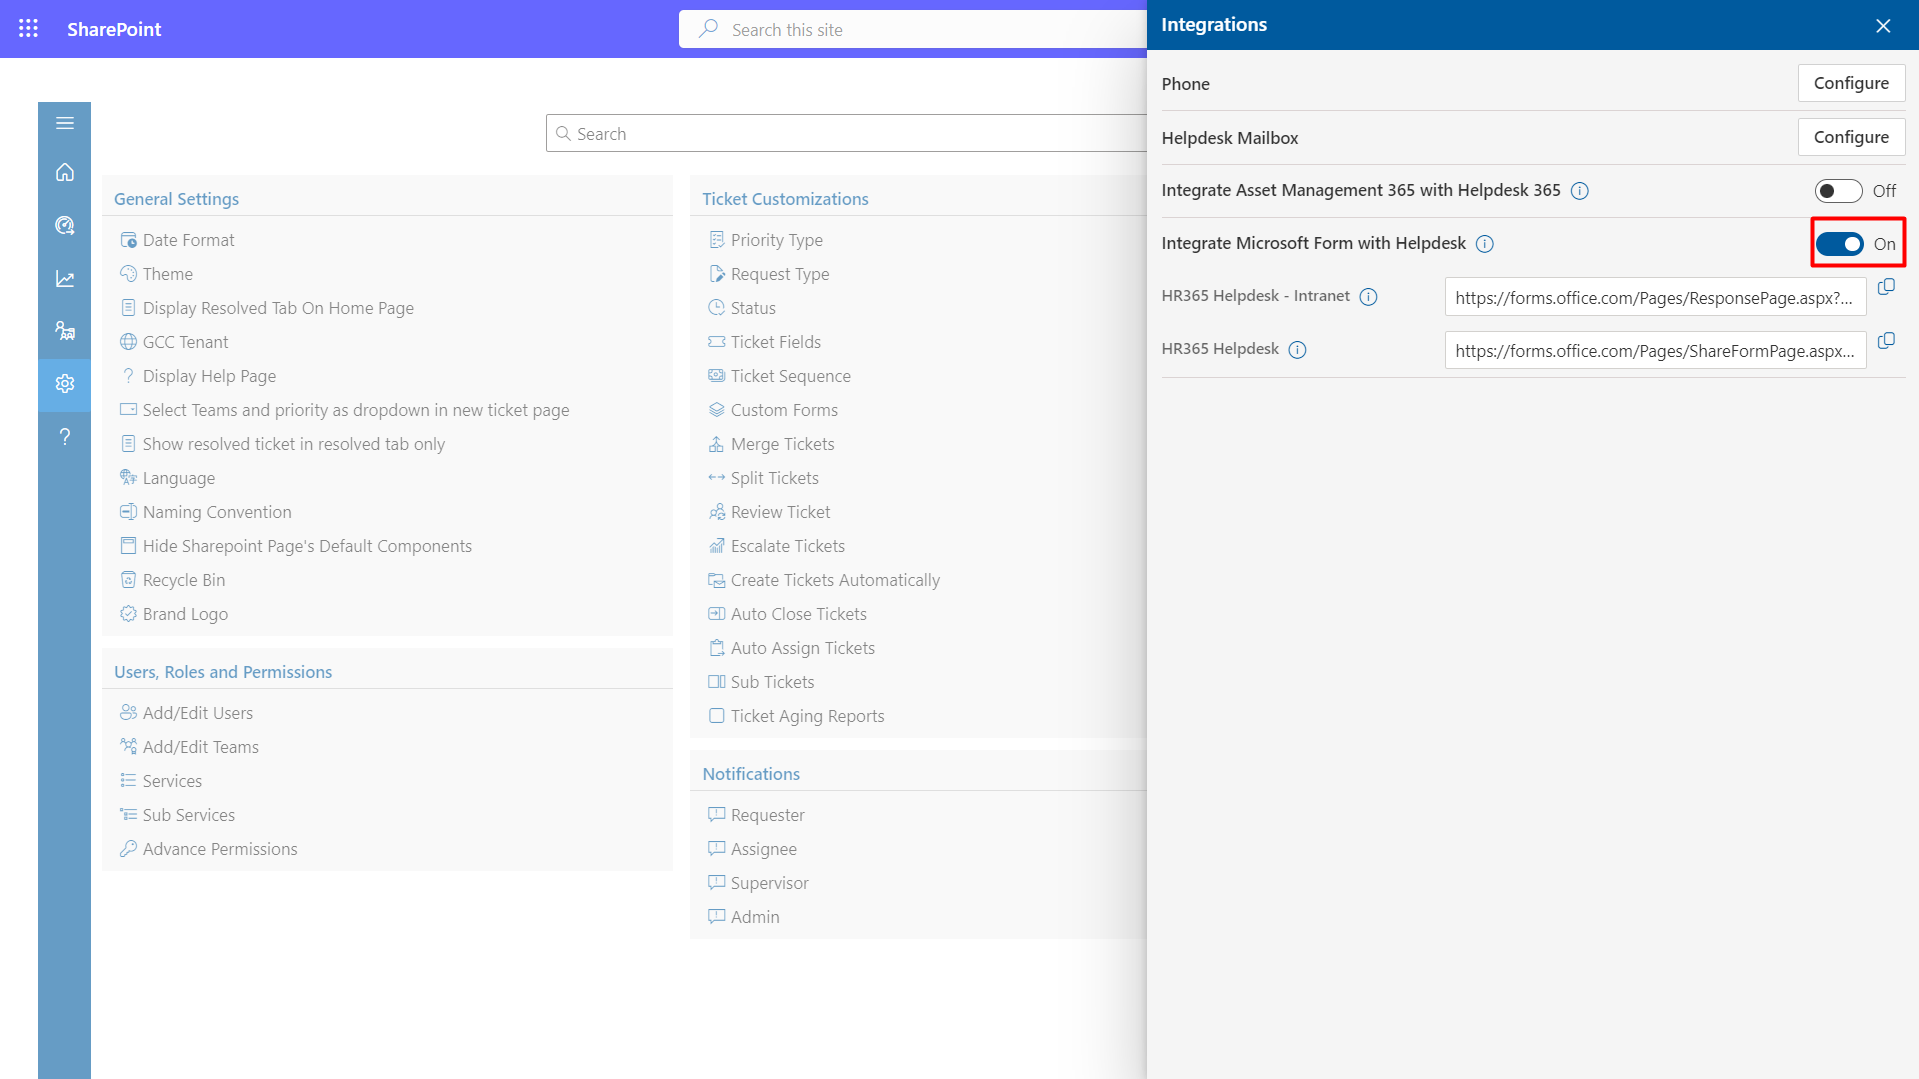 SharePoint
Search this site
Search
General Settings
Date Format
Theme
Display Resolved Tab On Home Page
GCC Tenant
Display Help Page
Select Teams and priority as dropdown in new ticket page
Show resolved ticket in resolved tab only
Language
Naming Convention
Hide Sharepoint Page's Default Components
Recycle Bin
Brand Logo
Users, Roles and Permissions
Add/Edit Users
Add/Edit Teams
Services
Sub Services
Advance Permissions
Ticket Customizations
Priority Type
Request Type
Status
Ticket Fields
Ticket Sequence
Custom Forms
Merge Tickets
Split Tickets
Review Ticket
Escalate Tickets
Create Tickets Automatically
Auto Close Tickets
Auto Assign Tickets
Sub Tickets
Ticket Aging Reports
Notifications
Requester
Assignee
Supervisor
Admin
Integrations
Phone Configure
Helpdesk Mailbox Configure
Integrate Asset Management 365 with Helpdesk 365 Off
Integrate Microsoft Form with Helpdesk On
HR365 Helpdesk - Intranet https://forms.office.com/Pages/ResponsePage.aspx?...
HR365 Helpdesk https://forms.office.com/Pages/ShareFormPage.aspx...